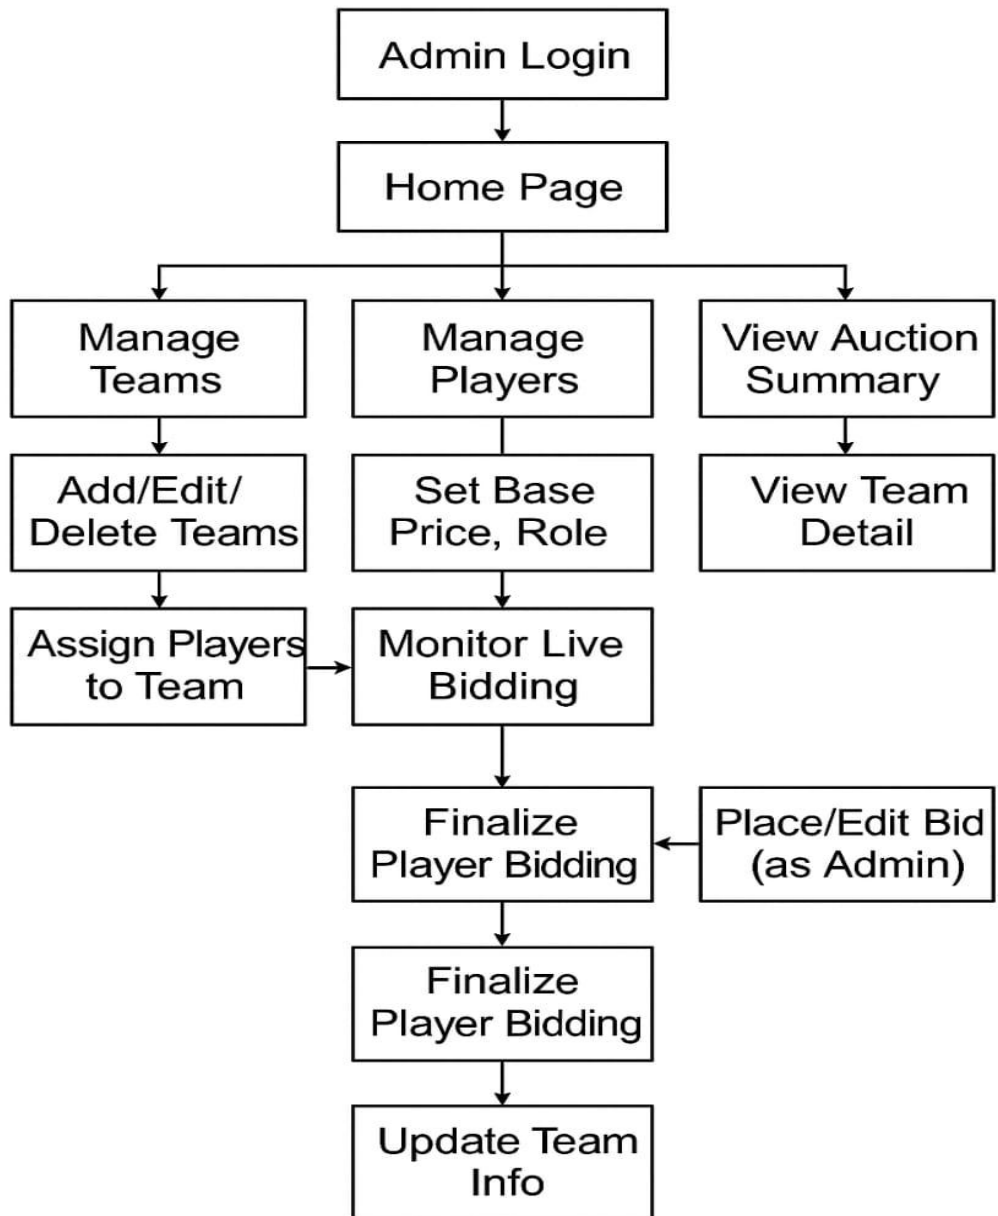 Admin Login
Home Page
Manage
Teams
Manage
Players
View Auction
Summary
Add/Edit/
Delete Teams
Set Base
Price, Role
View Team
Detail
Assign Players
to Team
Monitor Live
Bidding
Finalize
Player Bidding
Place/Edit Bid
(as Admin)
Finalize
Player Bidding
Update Team
Info